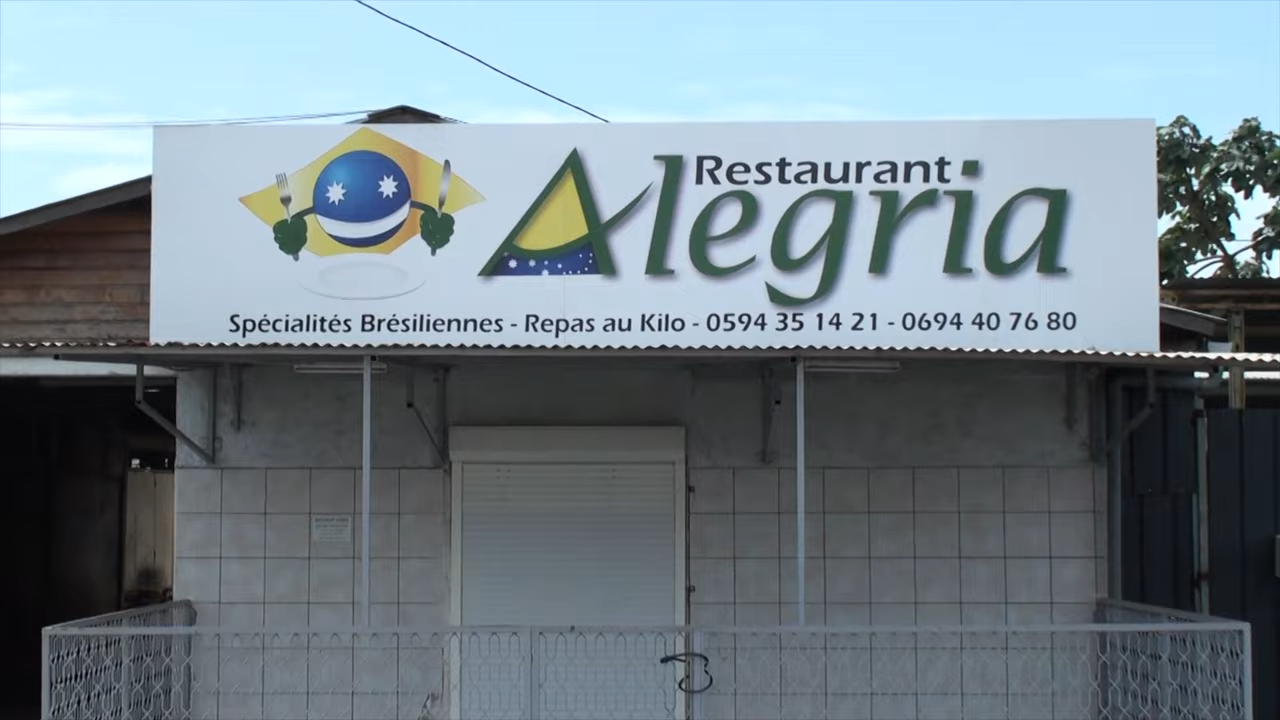 Restaurant
Alegria
Spécialités Brésiliennes - Repas au Kilo - 0594 35 14 21 - 0694 40 76 80